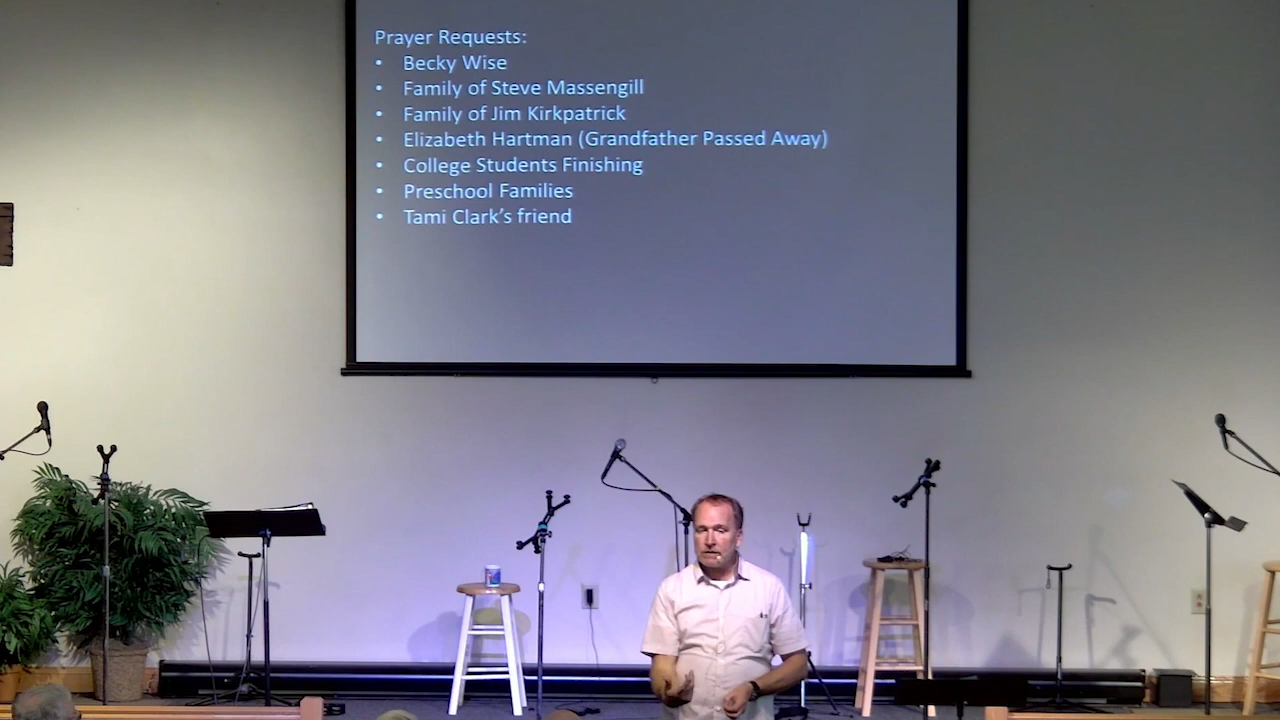 Prayer Requests:
• Becky Wise
• Family of Steve Massengill
• Family of Jim Kirkpatrick
• Elizabeth Hartman (Grandfather Passed Away)
• College Students Finishing
• Preschool Families
• Tami Clark’s friend